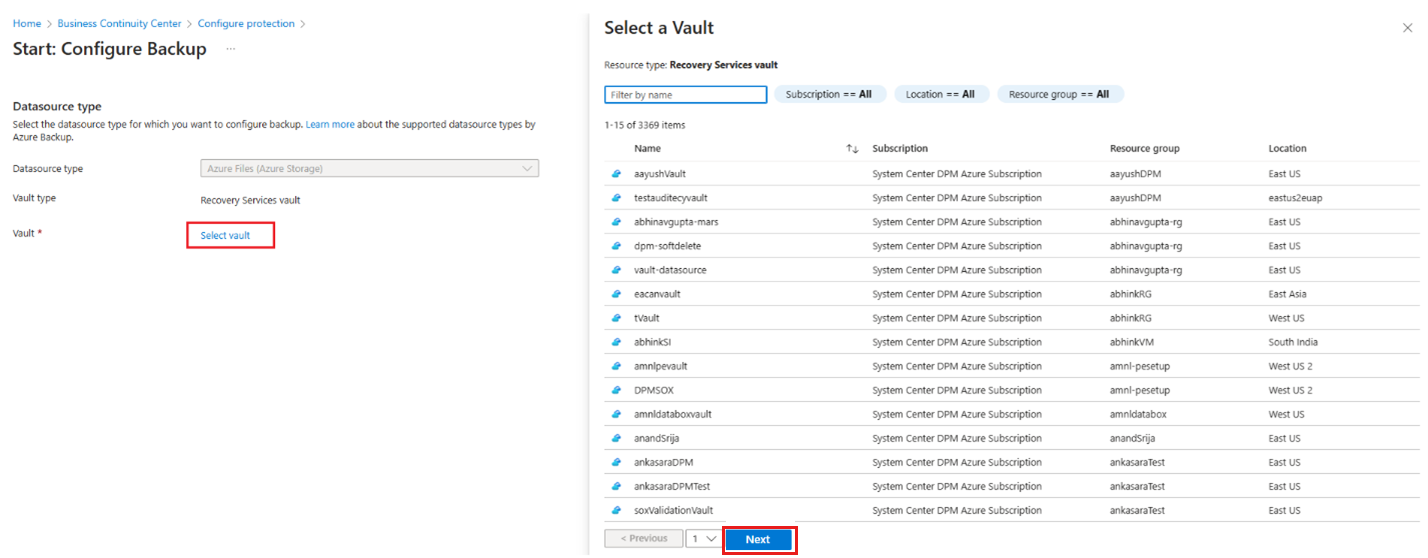 Home > Business Continuity Center > Configure protection >
Start: Configure Backup ...
Datasource type
Select the datasource type for which you want to configure backup. Learn more about the supported datasource types by
Azure Backup.
Datasource type Azure Files (Azure Storage)
Vault type Recovery Services vault
Vault * Select vault
Select a Vault
Resource type: Recovery Services vault
Filter by name Subscription == All Location == All Resource group == All
1-15 of 3369 items
Name Subscription Resource group Location
aayushVault System Center DPM Azure Subscription aayushDPM East US
testauditecyvault System Center DPM Azure Subscription aayushDPM eastus2euap
abhinavgupta-mars System Center DPM Azure Subscription abhinavgupta-rg East US
dpm-softdelete System Center DPM Azure Subscription abhinavgupta-rg East US
vault-datasource System Center DPM Azure Subscription abhinavgupta-rg East US
eacanvault System Center DPM Azure Subscription abhinkRG East Asia
tVault System Center DPM Azure Subscription abhinkRG West US
abhinkSI System Center DPM Azure Subscription abhinkVM South India
amnlpevault System Center DPM Azure Subscription amnl-pesetup West US 2
DPMSOX System Center DPM Azure Subscription amnl-pesetup West US 2
amnldataboxvault System Center DPM Azure Subscription amnldatabox West US
anandSrija System Center DPM Azure Subscription anandSrija East US
ankasaraDPM System Center DPM Azure Subscription ankasaraTest East US
ankasaraDPMTest System Center DPM Azure Subscription ankasaraTest East US
soxValidationVault System Center DPM Azure Subscription ankasaraTest East US
< Previous 1 Next